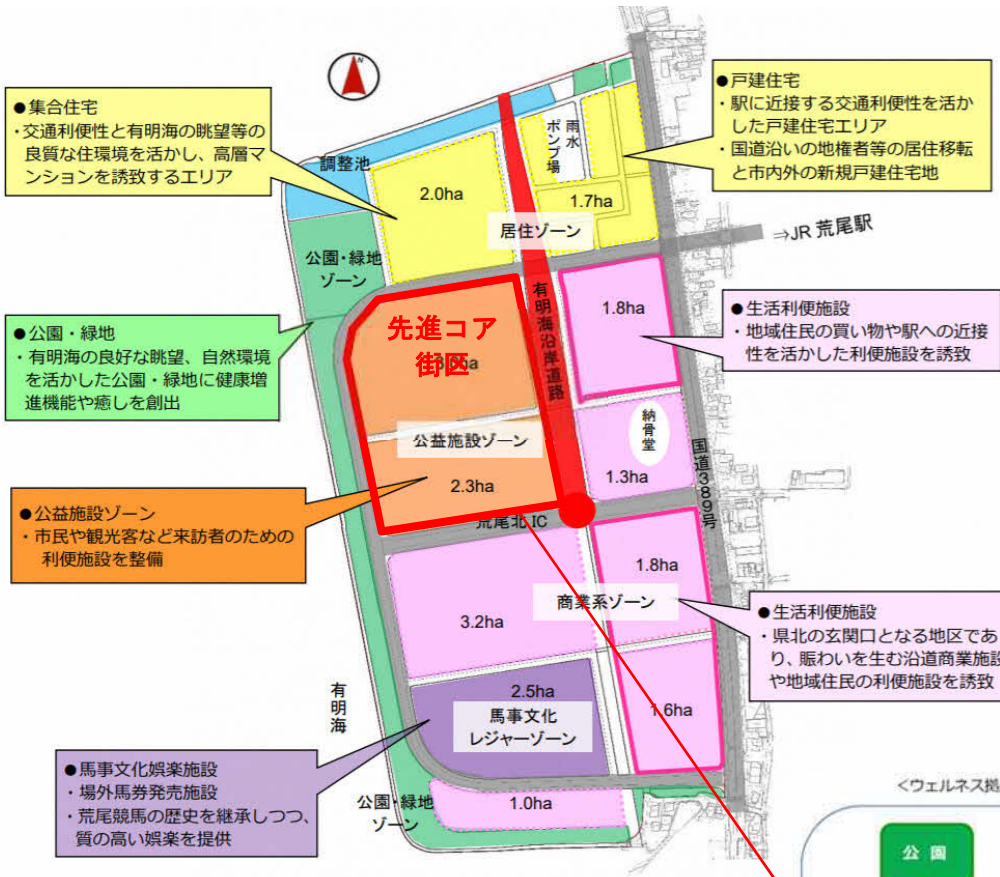 N
●集合住宅
・交通利便性と有明海の眺望等の
良質な住環境を活かし、高層マ
ンションを誘致するエリア
●戸建住宅
・駅に近接する交通利便性を活か
した戸建住宅エリア
・国道沿いの地権者等の居住移転
と市内外の新規戸建住宅地
調整池
2.0ha
雨水
ポンプ場
1.7ha
居住ゾーン
⇒JR 荒尾駅
公園・緑地
ゾーン
●公園・緑地
・有明海の良好な眺望、自然環境
を活かした公園・緑地に健康増
進機能や癒しを創出
先進コア
街区
有明海沿岸道路
1.8ha
●生活利便施設
・地域住民の買い物や駅への近接
性を活かした利便施設を誘致
公益施設ゾーン
2.3ha
納骨堂
1.3ha
国道389号
●公益施設ゾーン
・市民や観光客など来訪者のための
利便施設を整備
荒尾北 IC
3.2ha
商業系ゾーン
1.8ha
●生活利便施設
・県北の玄関口となる地区であ
り、賑わいを生む沿道商業施設
や地域住民の利便施設を誘致
有明海
2.5ha
馬事文化
レジャーゾーン
1.6ha
●馬事文化娯楽施設
・場外馬券発売施設
・荒尾競馬の歴史を継承しつつ、
質の高い娯楽を提供
公園・緑地
ゾーン
1.0ha
<ウェルネス拠
公園